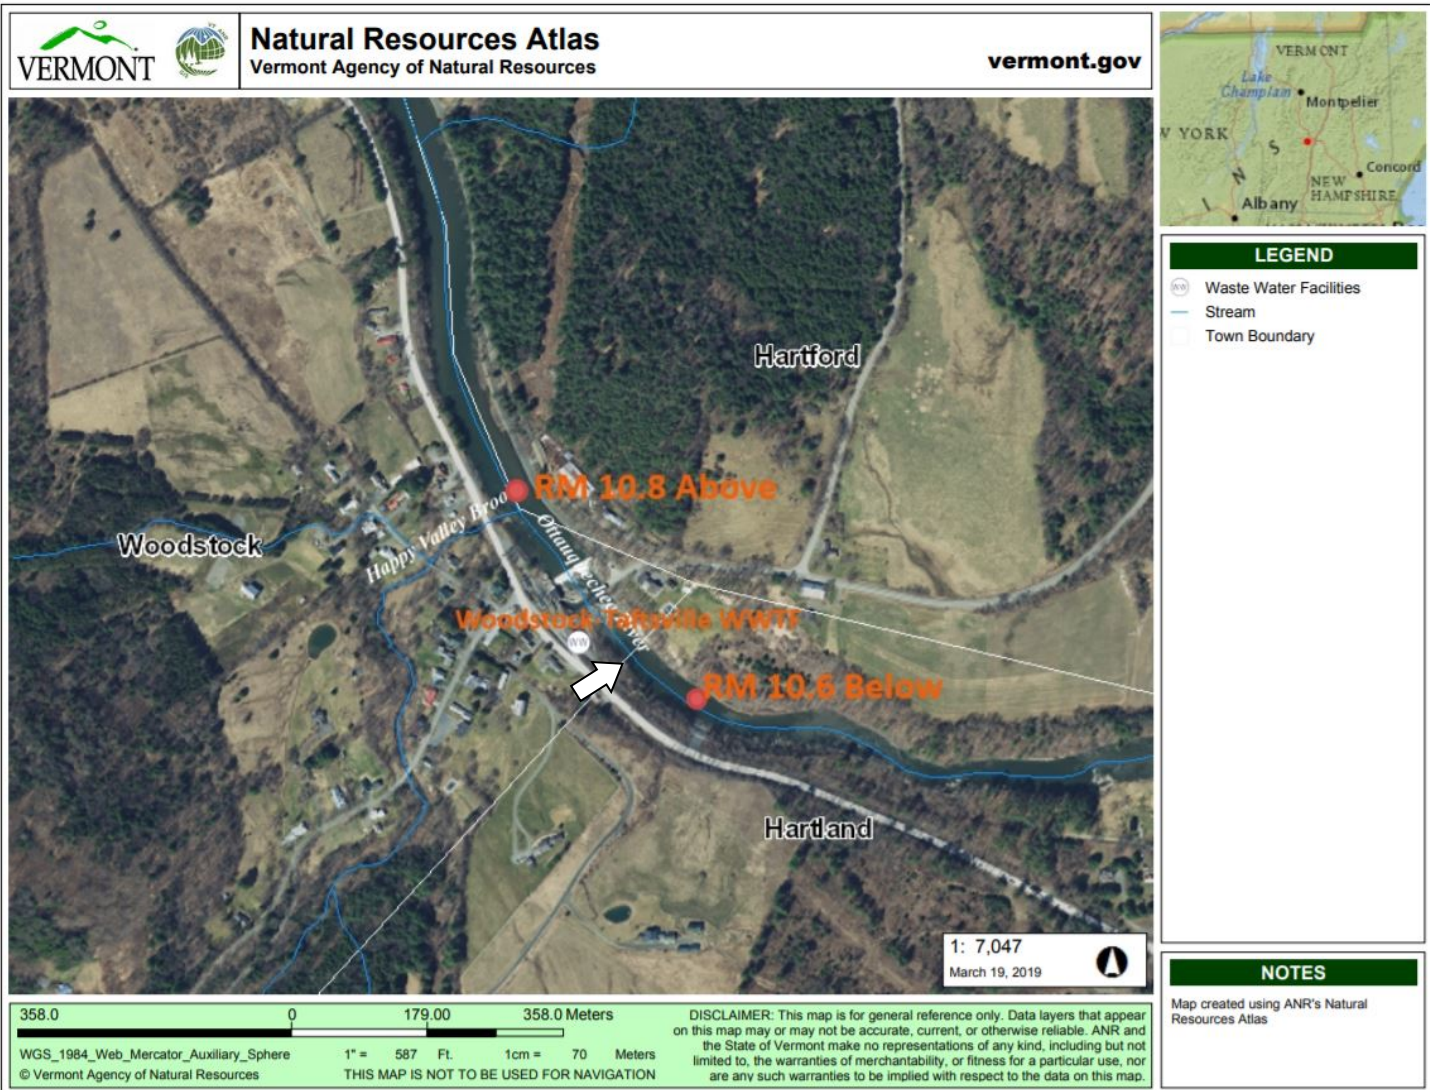 VERMONT
VT ANR
GIS
Natural Resources Atlas
Vermont Agency of Natural Resources
vermont.gov
VERMONT
Lake
Champlain
Montpelier
W YORK
S
N
I
Concord
NEW
HAMPSHIRE
Albany
LEGEND
WW Waste Water Facilities
Stream
Town Boundary
Hartford
RM 10.8 Above
Woodstock
Happy Valley Broo
Ottauquechee River
Woodstock-Taftsville WWTF
WW
RM 10.6 Below
Hartland
1: 7,047
March 19, 2019
NOTES
Map created using ANR's Natural
Resources Atlas
358.0 0 179.00 358.0 Meters
WGS_1984_Web_Mercator_Auxiliary_Sphere
© Vermont Agency of Natural Resources
1" = 587 Ft. 1cm = 70 Meters
THIS MAP IS NOT TO BE USED FOR NAVIGATION
DISCLAIMER: This map is for general reference only. Data layers that appear
on this map may or may not be accurate, current, or otherwise reliable. ANR and
the State of Vermont make no representations of any kind, including but not
limited to, the warranties of merchantability, or fitness for a particular use, nor
are any such warranties to be implied with respect to the data on this map.